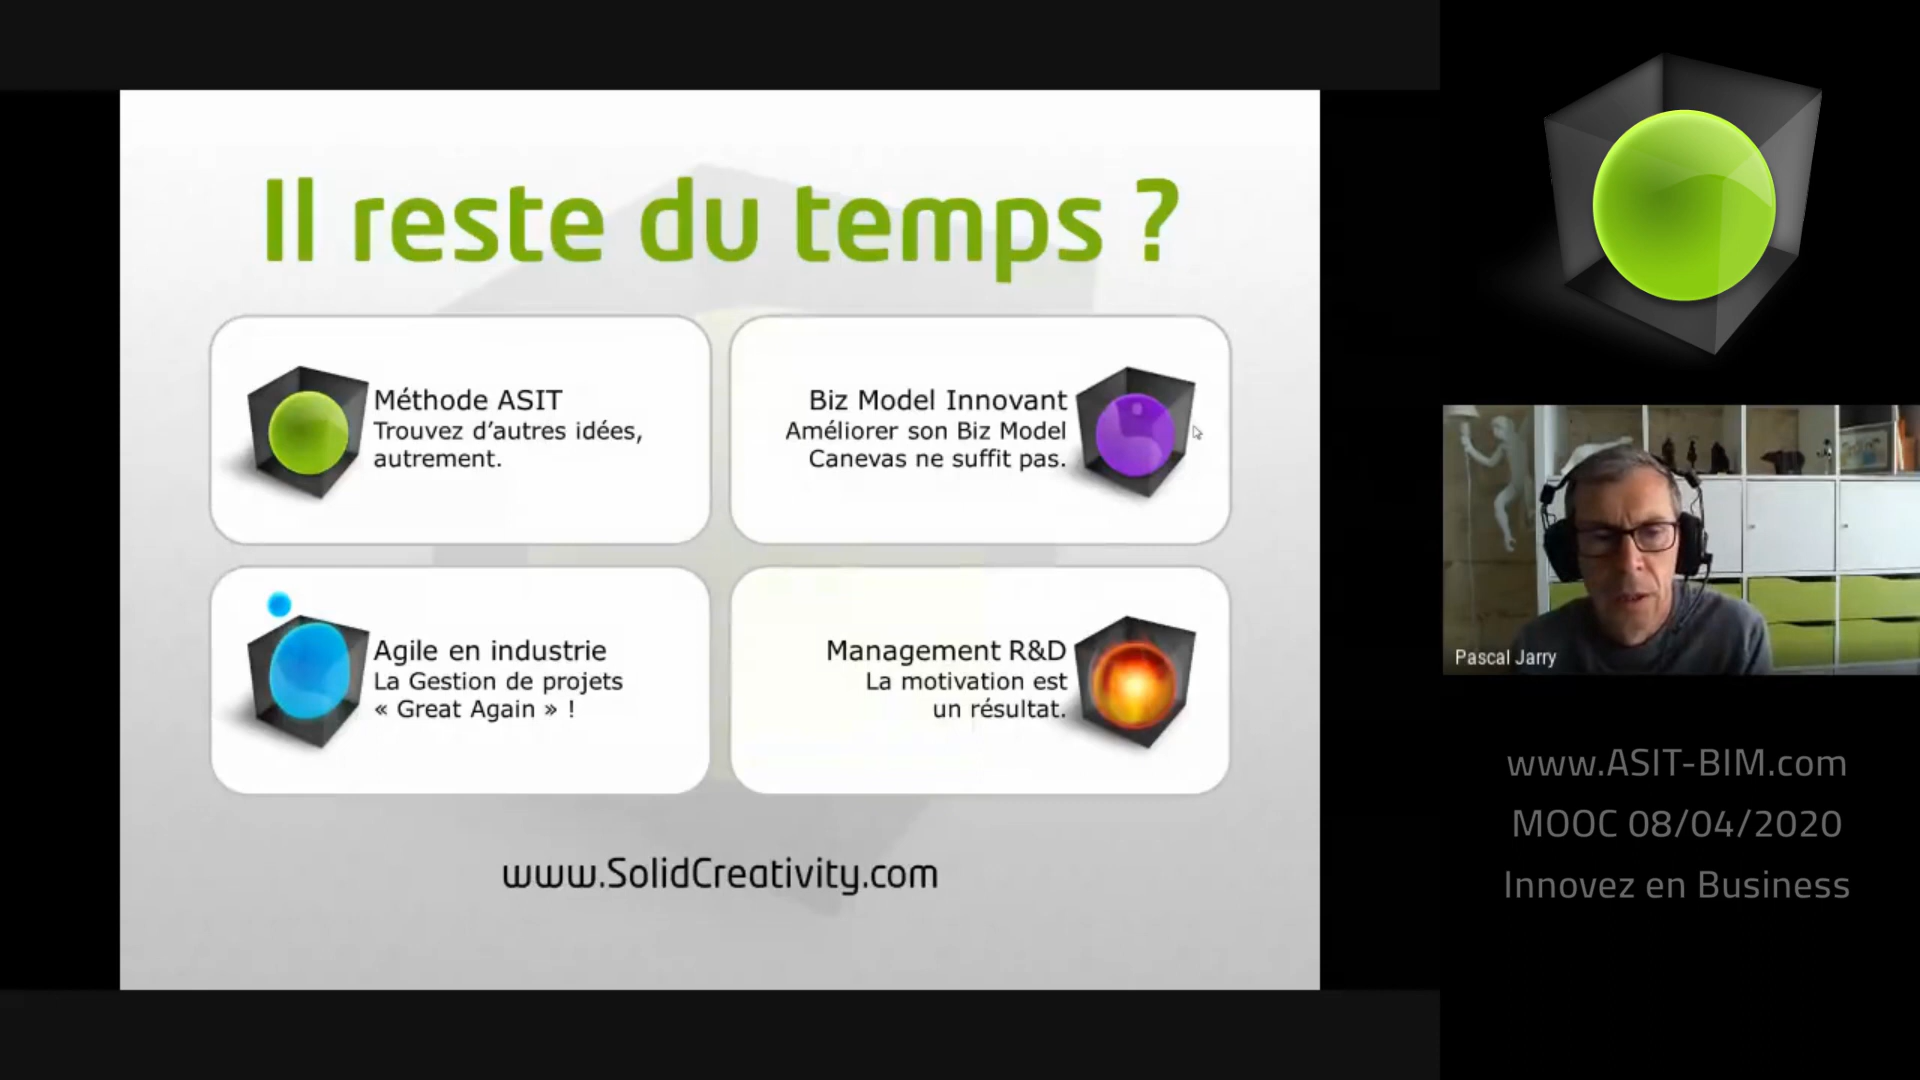 Il reste du temps ?
Méthode ASIT
Trouvez d’autres idées,
autrement.
Biz Model Innovant
Améliorer son Biz Model
Canevas ne suffit pas.
Agile en industrie
La Gestion de projets
« Great Again » !
Management R&D
La motivation est
un résultat.
www.SolidCreativity.com
Pascal Jarry
www.ASIT-BIM.com
MOOC 08/04/2020
Innovez en Business